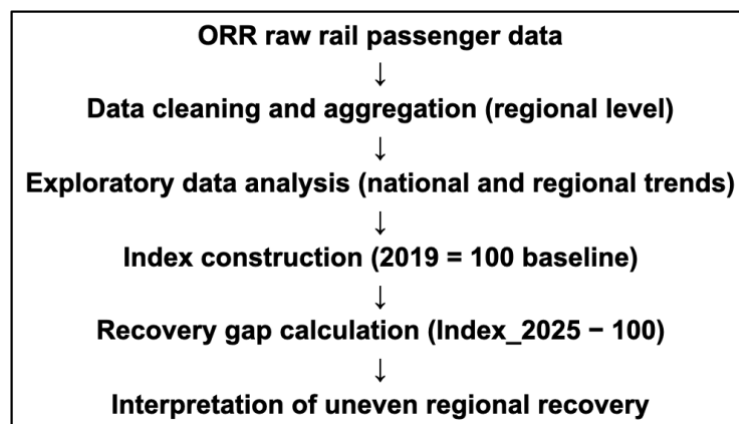 ORR raw rail passenger data
↓
Data cleaning and aggregation (regional level)
↓
Exploratory data analysis (national and regional trends)
↓
Index construction (2019 = 100 baseline)
↓
Recovery gap calculation (Index_2025 − 100)
↓
Interpretation of uneven regional recovery